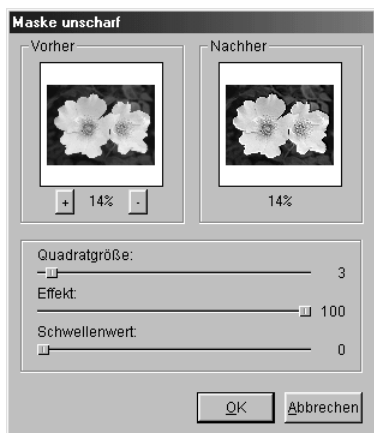 Maske unscharf
Vorher
Nachher
+ 14% -
14%
Quadratgröße:
3
Effekt:
100
Schwellenwert:
0
OK Abbrechen